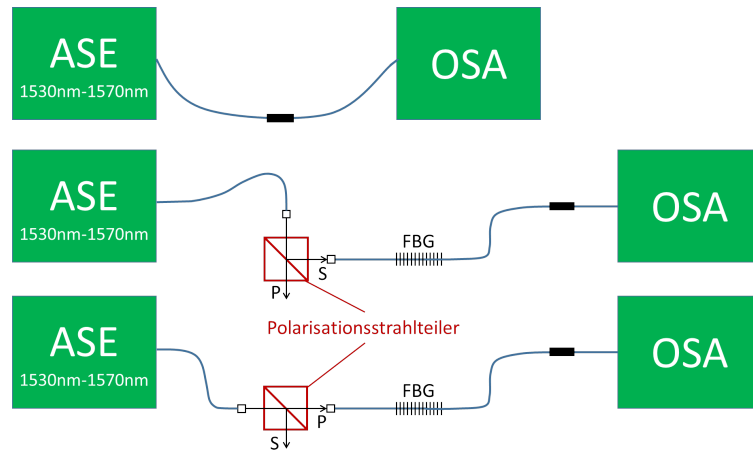 ASE
1530nm-1570nm
OSA
ASE
1530nm-1570nm
OSA
FBG
S
P
Polarisationsstrahlteiler
ASE
1530nm-1570nm
OSA
FBG
P
S